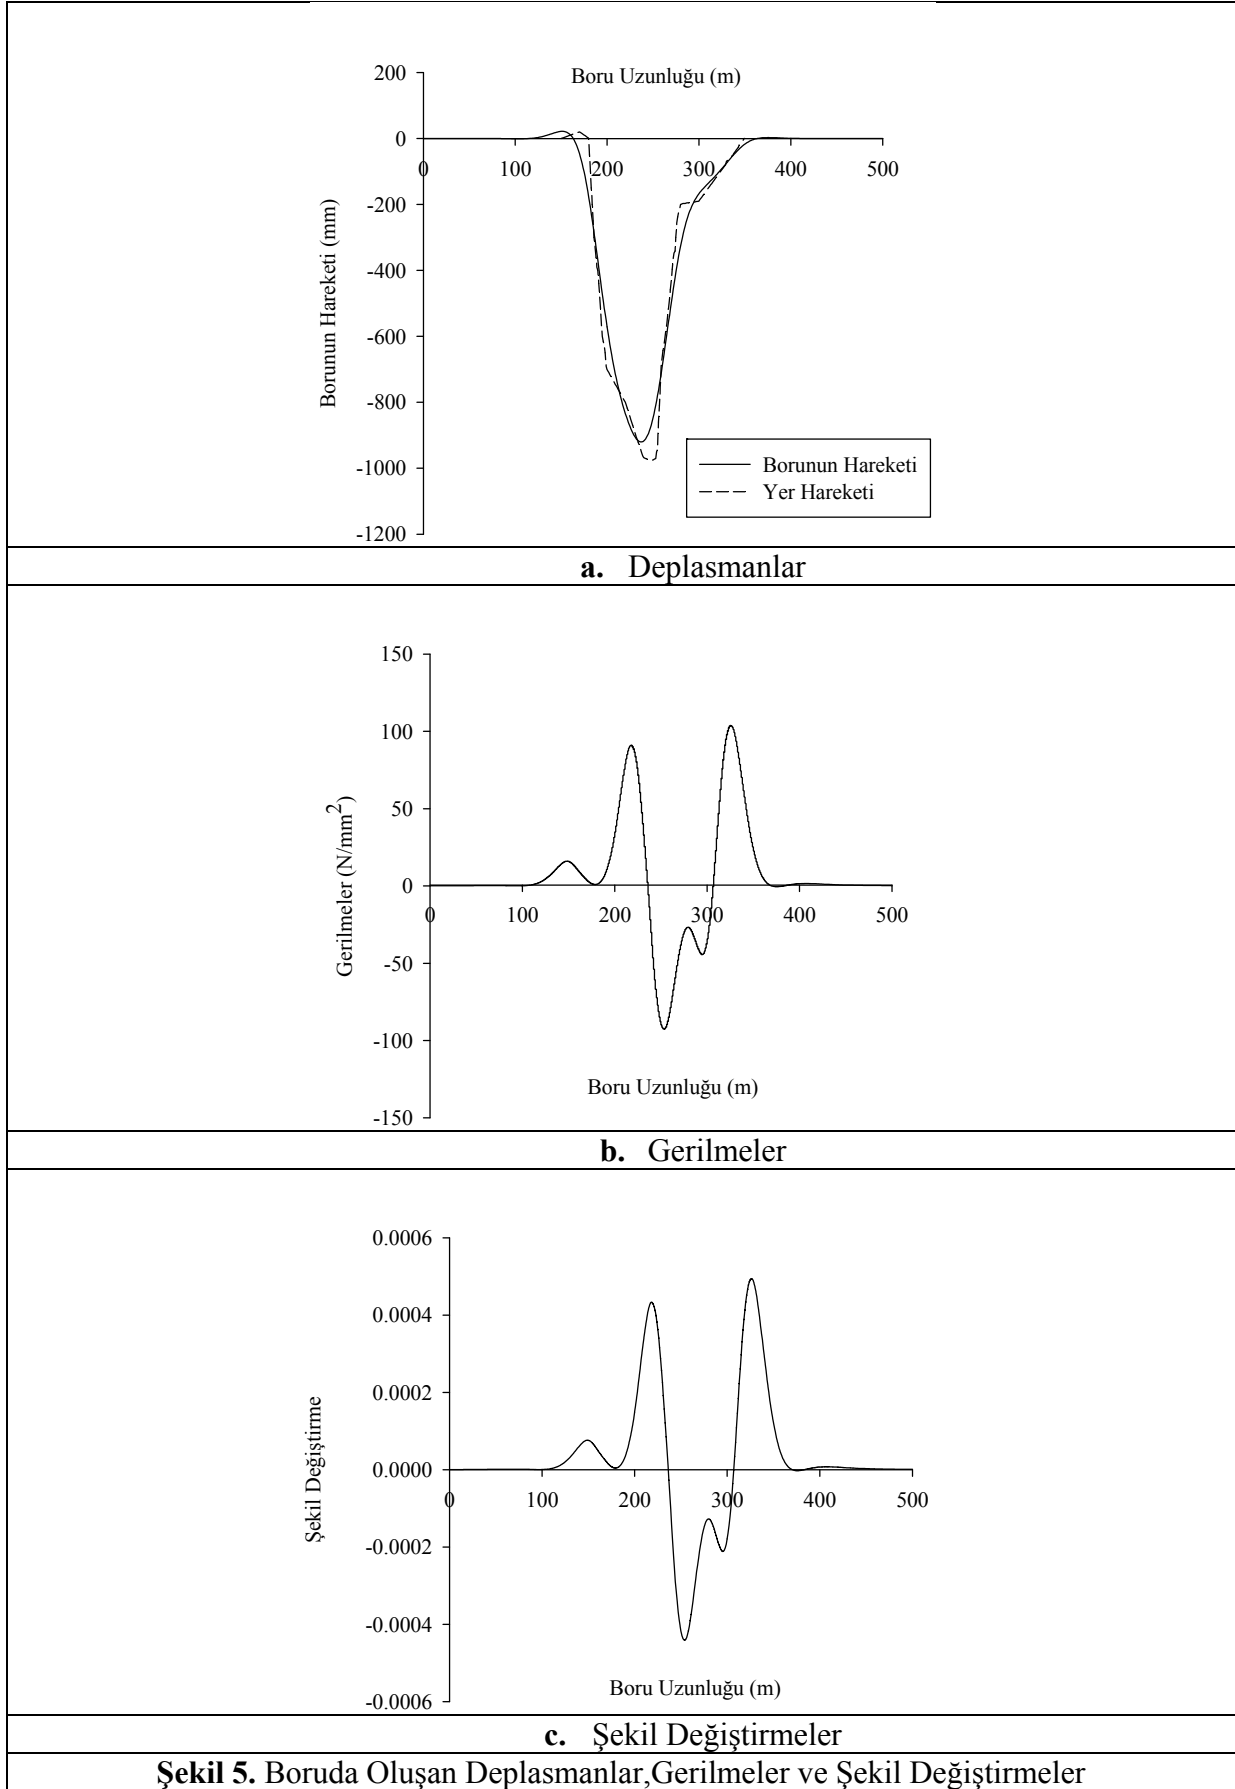 Boru Uzunluğu (m)
200
0
-200
-400
-600
-800
-1000
-1200
0 100 200 300 400 500
Borunun Hareketi (mm)
Borunun Hareketi
Yer Hareketi
a. Deplasmanlar
150
100
50
0
-50
-100
-150
0 100 200 300 400 500
Gerilmeler (N/mm²)
Boru Uzunluğu (m)
b. Gerilmeler
0.0006
0.0004
0.0002
0.0000
-0.0002
-0.0004
-0.0006
0 100 200 300 400 500
Şekil Değiştirme
Boru Uzunluğu (m)
c. Şekil Değiştirmeler
Şekil 5. Boruda Oluşan Deplasmanlar,Gerilmeler ve Şekil Değiştirmeler